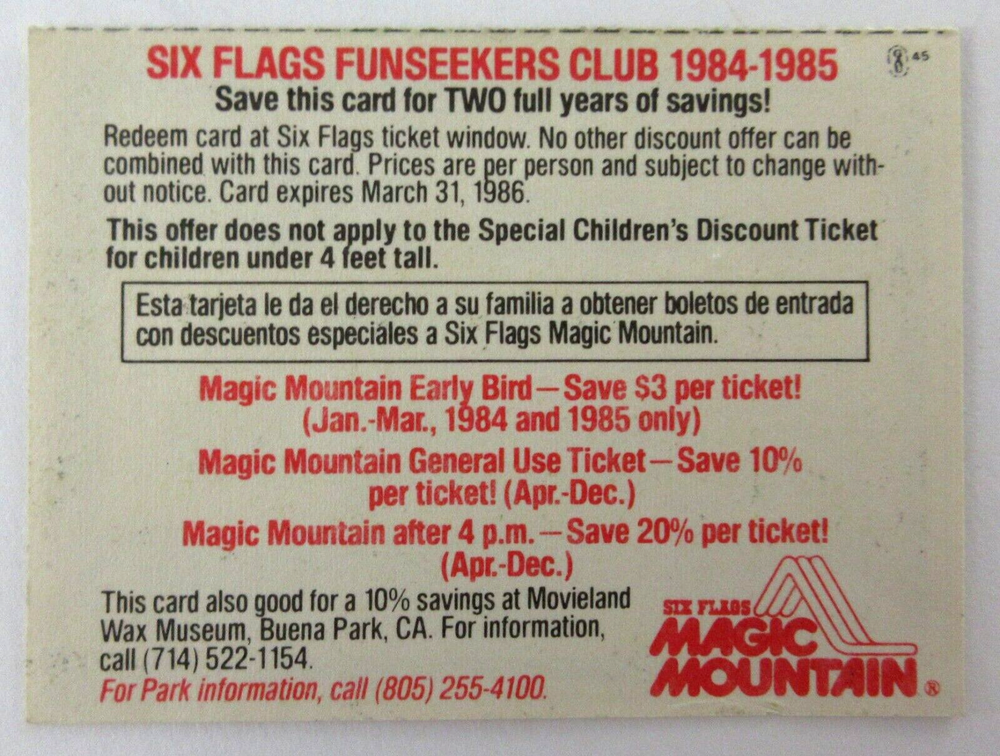 SIX FLAGS FUNSEEKERS CLUB 1984-1985
45
Save this card for TWO full years of savings!
Redeem card at Six Flags ticket window. No other discount offer can be
combined with this card. Prices are per person and subject to change with-
out notice. Card expires March 31, 1986.
This offer does not apply to the Special Children's Discount Ticket
for children under 4 feet tall.
Esta tarjeta le da el derecho a su familia a obtener boletos de entrada
con descuentos especiales a Six Flags Magic Mountain.
Magic Mountain Early Bird—Save $3 per ticket!
(Jan.-Mar., 1984 and 1985 only)
Magic Mountain General Use Ticket—Save 10%
per ticket! (Apr.-Dec.)
Magic Mountain after 4 p.m.—Save 20% per ticket!
(Apr.-Dec.)
This card also good for a 10% savings at Movieland
Wax Museum, Buena Park, CA. For information,
call (714) 522-1154.
For Park information, call (805) 255-4100.
SIX FLAGS
MAGIC
MOUNTAIN®